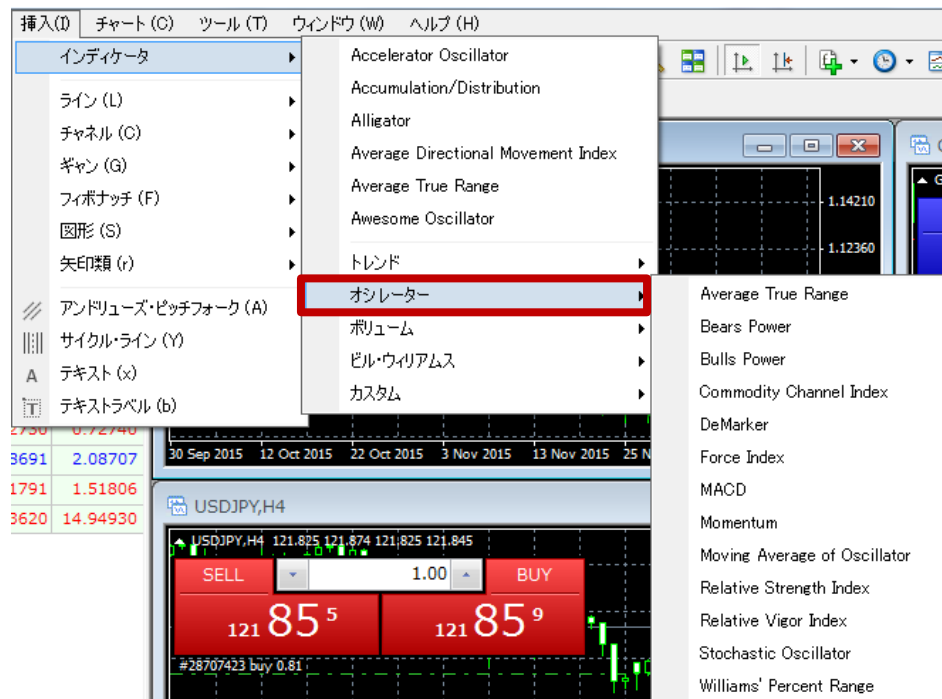 挿入(I) チャート (C) ツール (T) ウィンドウ (W) ヘルプ (H)
インディケータ
ライン (L)
チャネル (C)
ギャン (G)
フィボナッチ (F)
図形 (S)
矢印類 (r)
アンドリューズ・ピッチフォーク (A)
サイクル・ライン (Y)
テキスト (x)
テキストラベル (b)
Accelerator Oscillator
Accumulation/Distribution
Alligator
Average Directional Movement Index
Average True Range
Awesome Oscillator
トレンド
オシレーター
ボリューム
ビル・ウィリアムス
カスタム
Average True Range
Bears Power
Bulls Power
Commodity Channel Index
DeMarker
Force Index
MACD
Momentum
Moving Average of Oscillator
Relative Strength Index
Relative Vigor Index
Stochastic Oscillator
Williams' Percent Range
1.14210
1.12360
30 Sep 2015 12 Oct 2015 22 Oct 2015 3 Nov 2015 13 Nov 2015 25 N
2730 0.72740
3691 2.08707
1791 1.51806
3620 14.94930
USDJPY,H4
USDJPY,H4 121.825 121.874 121.825 121.845
SELL 1.00 BUY
121 85 5 121 85 9
#28707423 buy 0.81